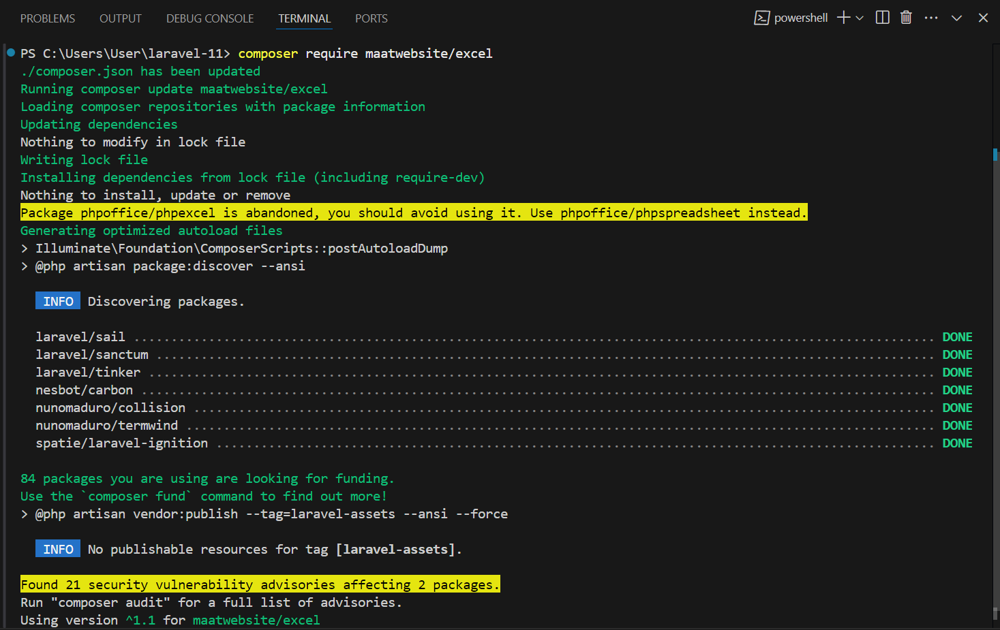 PROBLEMS OUTPUT DEBUG CONSOLE TERMINAL PORTS powershell
PS C:\Users\User\laravel-11> composer require maatwebsite/excel
./composer.json has been updated
Running composer update maatwebsite/excel
Loading composer repositories with package information
Updating dependencies
Nothing to modify in lock file
Writing lock file
Installing dependencies from lock file (including require-dev)
Nothing to install, update or remove
Package phpoffice/phpexcel is abandoned, you should avoid using it. Use phpoffice/phpspreadsheet instead.
Generating optimized autoload files
> Illuminate\Foundation\ComposerScripts::postAutoloadDump
> @php artisan package:discover --ansi
INFO Discovering packages.
laravel/sail ........................................................................................................... DONE
laravel/sanctum ........................................................................................................ DONE
laravel/tinker ......................................................................................................... DONE
nesbot/carbon .......................................................................................................... DONE
nunomaduro/collision ................................................................................................... DONE
nunomaduro/termwind .................................................................................................... DONE
spatie/laravel-ignition ................................................................................................ DONE
84 packages you are using are looking for funding.
Use the `composer fund` command to find out more!
> @php artisan vendor:publish --tag=laravel-assets --ansi --force
INFO No publishable resources for tag [laravel-assets].
Found 21 security vulnerability advisories affecting 2 packages.
Run "composer audit" for a full list of advisories.
Using version ^1.1 for maatwebsite/excel